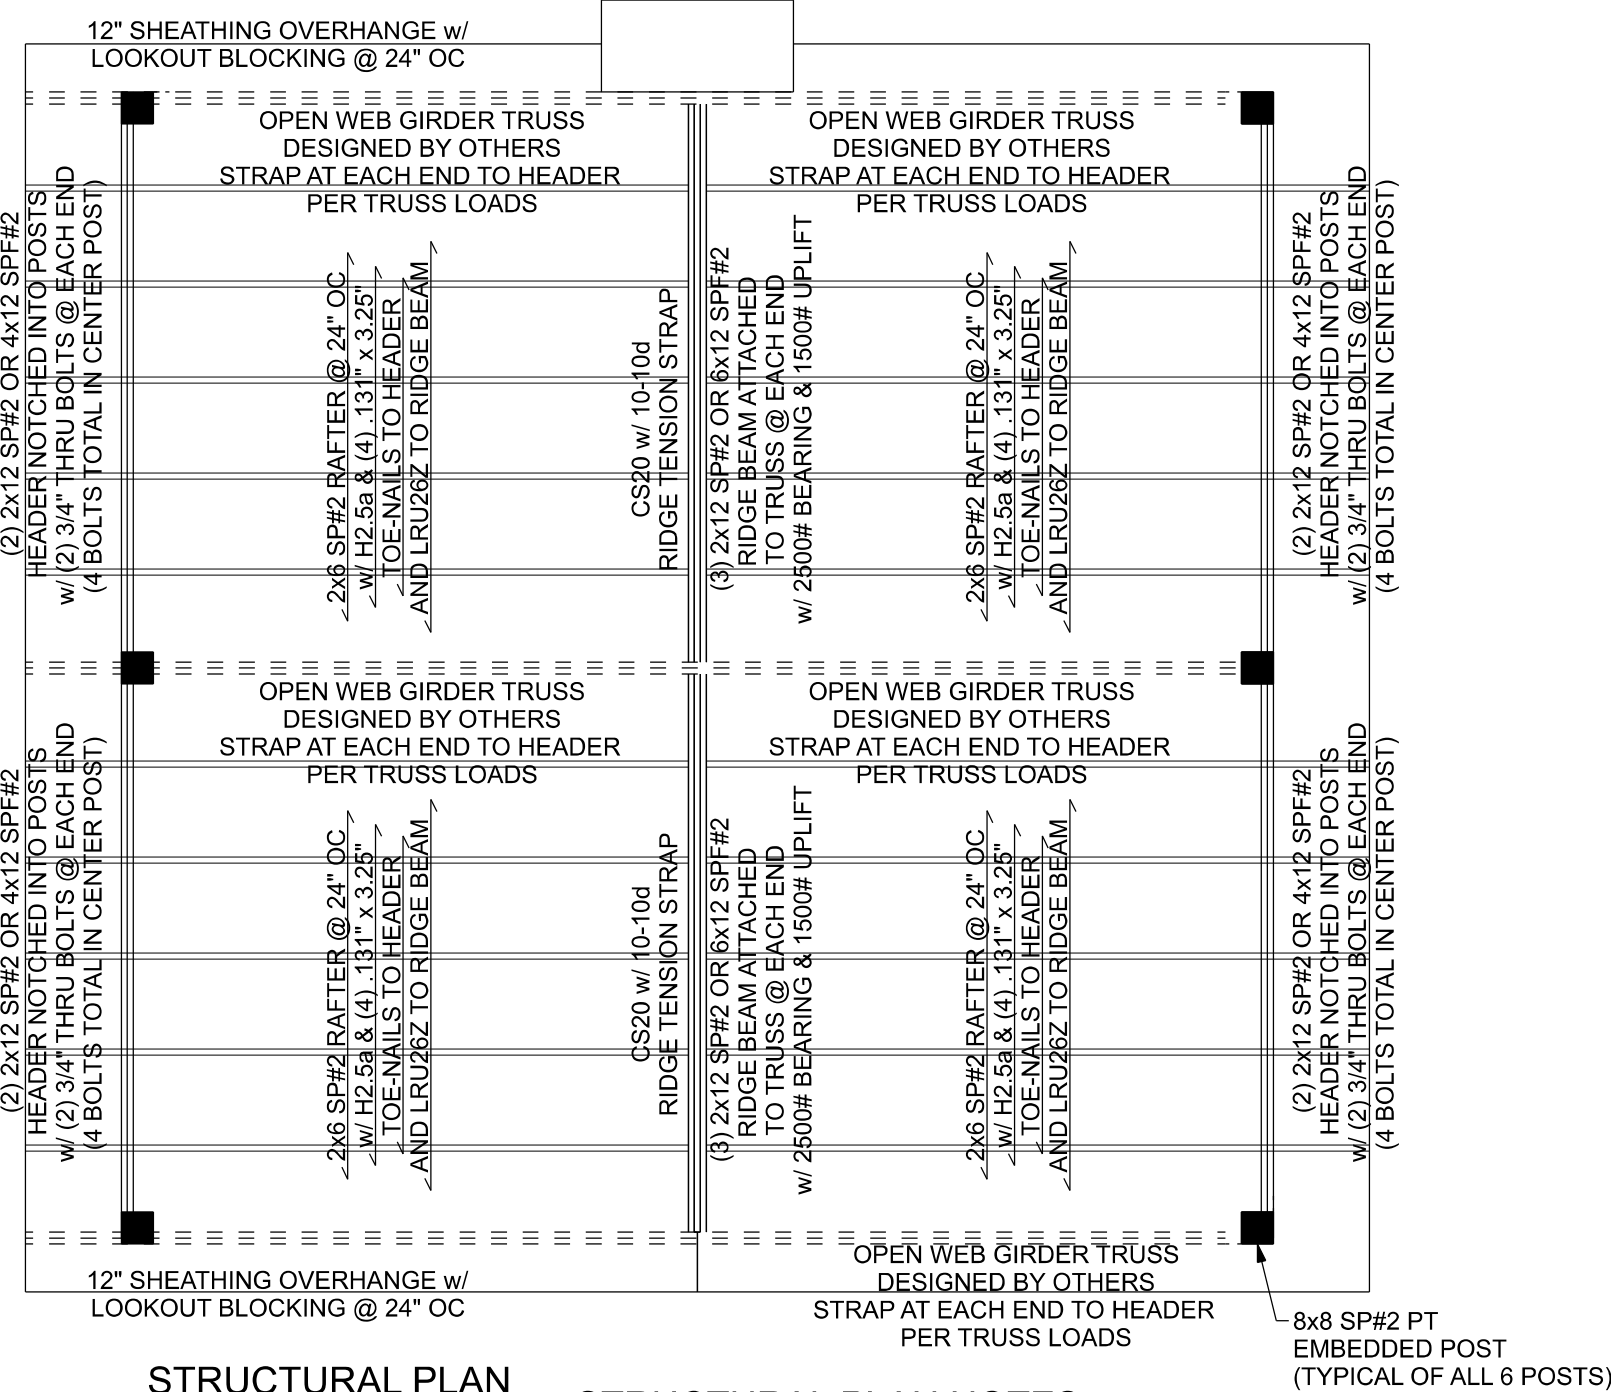 12" SHEATHING OVERHANGE w/
LOOKOUT BLOCKING @ 24" OC
OPEN WEB GIRDER TRUSS
DESIGNED BY OTHERS
STRAP AT EACH END TO HEADER
PER TRUSS LOADS
OPEN WEB GIRDER TRUSS
DESIGNED BY OTHERS
STRAP AT EACH END TO HEADER
PER TRUSS LOADS
(2) 2x12 SP#2 OR 4x12 SPF#2
HEADER NOTCHED INTO POSTS
w/ (2) 3/4" THRU BOLTS @ EACH END
(4 BOLTS TOTAL IN CENTER POST)
2x6 SP#2 RAFTER @ 24" OC
w/ H2.5a & (4) .131" x 3.25"
TOE-NAILS TO HEADER
AND LRU26Z TO RIDGE BEAM
CS20 w/ 10-10d
RIDGE TENSION STRAP
(3) 2x12 SP#2 OR 6x12 SPF#2
RIDGE BEAM ATTACHED
TO TRUSS @ EACH END
w/ 2500# BEARING & 1500# UPLIFT
2x6 SP#2 RAFTER @ 24" OC
w/ H2.5a & (4) .131" x 3.25"
TOE-NAILS TO HEADER
AND LRU26Z TO RIDGE BEAM
(2) 2x12 SP#2 OR 4x12 SPF#2
HEADER NOTCHED INTO POSTS
w/ (2) 3/4" THRU BOLTS @ EACH END
(4 BOLTS TOTAL IN CENTER POST)
OPEN WEB GIRDER TRUSS
DESIGNED BY OTHERS
STRAP AT EACH END TO HEADER
PER TRUSS LOADS
OPEN WEB GIRDER TRUSS
DESIGNED BY OTHERS
STRAP AT EACH END TO HEADER
PER TRUSS LOADS
(2) 2x12 SP#2 OR 4x12 SPF#2
HEADER NOTCHED INTO POSTS
w/ (2) 3/4" THRU BOLTS @ EACH END
(4 BOLTS TOTAL IN CENTER POST)
2x6 SP#2 RAFTER @ 24" OC
w/ H2.5a & (4) .131" x 3.25"
TOE-NAILS TO HEADER
AND LRU26Z TO RIDGE BEAM
CS20 w/ 10-10d
RIDGE TENSION STRAP
(3) 2x12 SP#2 OR 6x12 SPF#2
RIDGE BEAM ATTACHED
TO TRUSS @ EACH END
w/ 2500# BEARING & 1500# UPLIFT
2x6 SP#2 RAFTER @ 24" OC
w/ H2.5a & (4) .131" x 3.25"
TOE-NAILS TO HEADER
AND LRU26Z TO RIDGE BEAM
(2) 2x12 SP#2 OR 4x12 SPF#2
HEADER NOTCHED INTO POSTS
w/ (2) 3/4" THRU BOLTS @ EACH END
(4 BOLTS TOTAL IN CENTER POST)
12" SHEATHING OVERHANGE w/
LOOKOUT BLOCKING @ 24" OC
OPEN WEB GIRDER TRUSS
DESIGNED BY OTHERS
STRAP AT EACH END TO HEADER
PER TRUSS LOADS
8x8 SP#2 PT
EMBEDDED POST
(TYPICAL OF ALL 6 POSTS)
STRUCTURAL PLAN